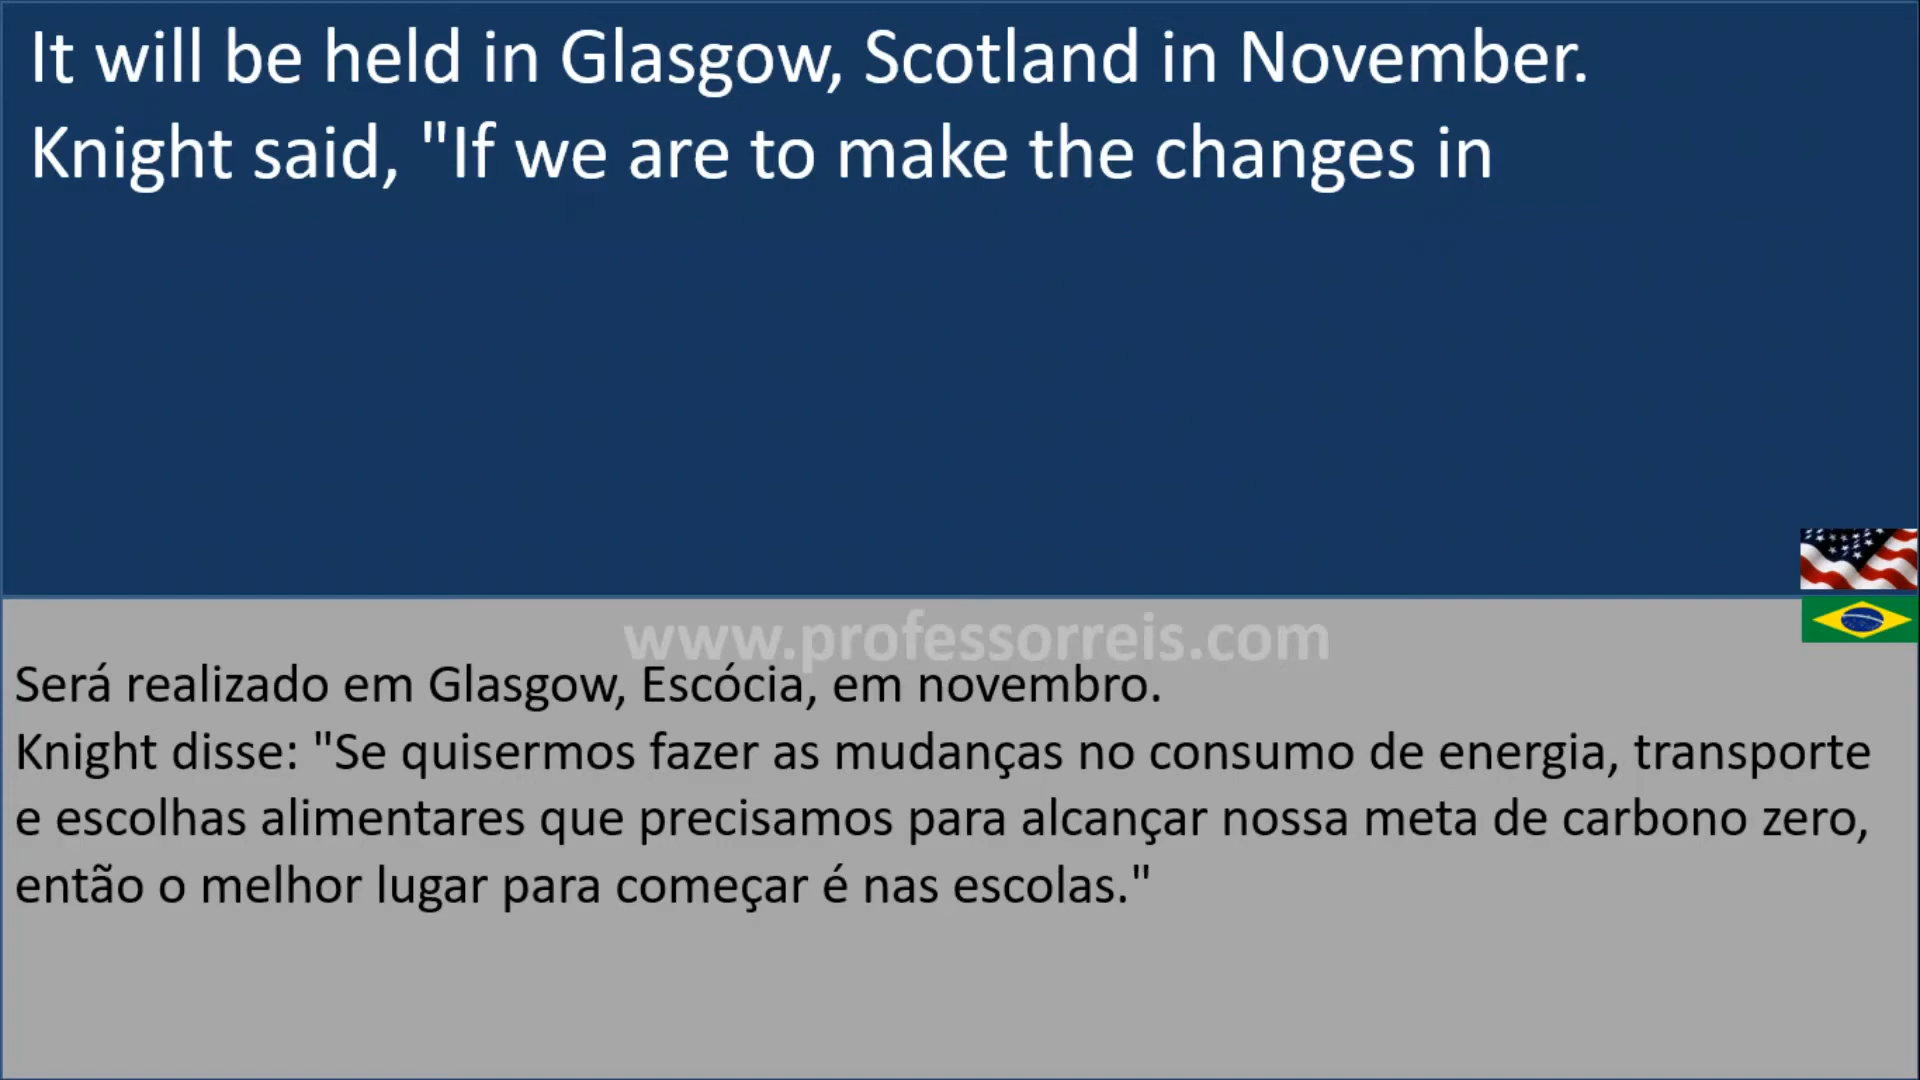 It will be held in Glasgow, Scotland in November.
Knight said, "If we are to make the changes in
www.professorreis.com
Será realizado em Glasgow, Escócia, em novembro.
Knight disse: "Se quisermos fazer as mudanças no consumo de energia, transporte
e escolhas alimentares que precisamos para alcançar nossa meta de carbono zero,
então o melhor lugar para começar é nas escolas."